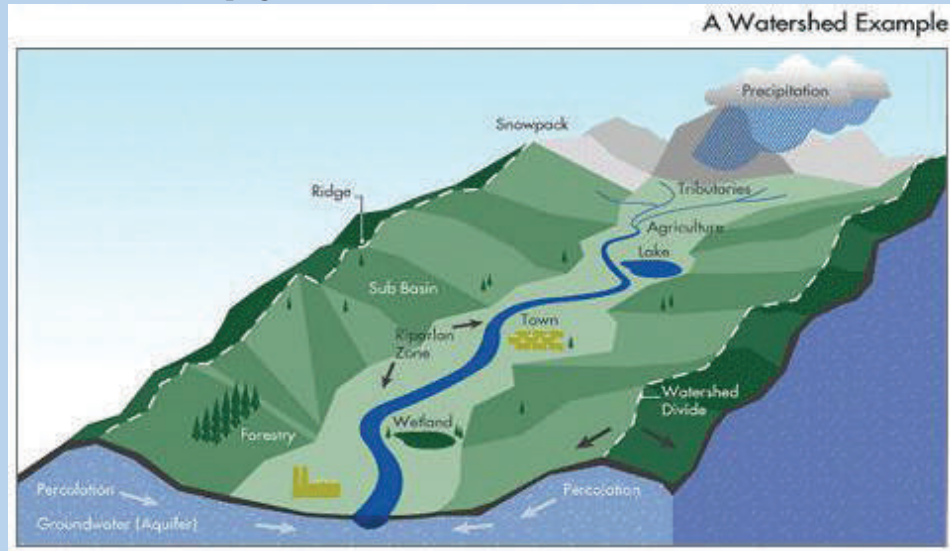 A Watershed Example
Precipitation
Snowpack
Tributaries
Ridge
Agriculture
Lake
Sub Basin
Town
Riparian
Zone
Watershed
Divide
Wetland
Forestry
Percolation
Percolation
Groundwater (Aquifer)